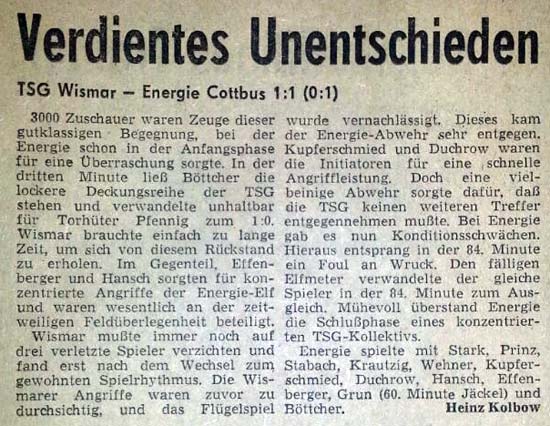 Verdientes Unentschieden
TSG Wismar — Energie Cottbus 1:1 (0:1)
3000 Zuschauer waren Zeuge dieser
gutklassigen Begegnung, bei der
Energie schon in der Anfangsphase
für eine Überraschung sorgte. In der
dritten Minute ließ Böttcher die
lockere Deckungsreihe der TSG
stehen und verwandelte unhaltbar
für Torhüter Pfennig zum 1:0.
Wismar brauchte einfach zu lange
Zeit, um sich von diesem Rückstand
zu erholen. Im Gegenteil, Effen-
berger und Hansch sorgten für kon-
zentrierte Angriffe der Energie-Elf
und waren wesentlich an der zeit-
weiligen Feldüberlegenheit beteiligt.
Wismar mußte immer noch auf
drei verletzte Spieler verzichten und
fand erst nach dem Wechsel zum
gewohnten Spielrhythmus. Die Wis-
marer Angriffe waren zuvor zu
durchsichtig, und das Flügelspiel
wurde vernachlässigt. Dieses kam
der Energie-Abwehr sehr entgegen.
Kupferschmied und Duchrow waren
die Initiatoren für eine schnelle
Angriffleistung. Doch eine viel-
beinige Abwehr sorgte dafür, daß
die TSG keinen weiteren Treffer
entgegennehmen mußte. Bei Energie
gab es nun Konditionsschwächen.
Hieraus entsprang in der 84. Minute
ein Foul an Wruck. Den fälligen
Elfmeter verwandelte der gleiche
Spieler in der 84. Minute zum Aus-
gleich. Mühevoll überstand Energie
die Schlußphase eines konzentrier-
ten TSG-Kollektivs.
Energie spielte mit Stark, Prinz,
Stabach, Krautzig, Wehner, Kupfer-
schmied, Duchrow, Hansch, Effen-
berger, Grun (60. Minute Jäckel) und
Böttcher. Heinz Kolbow